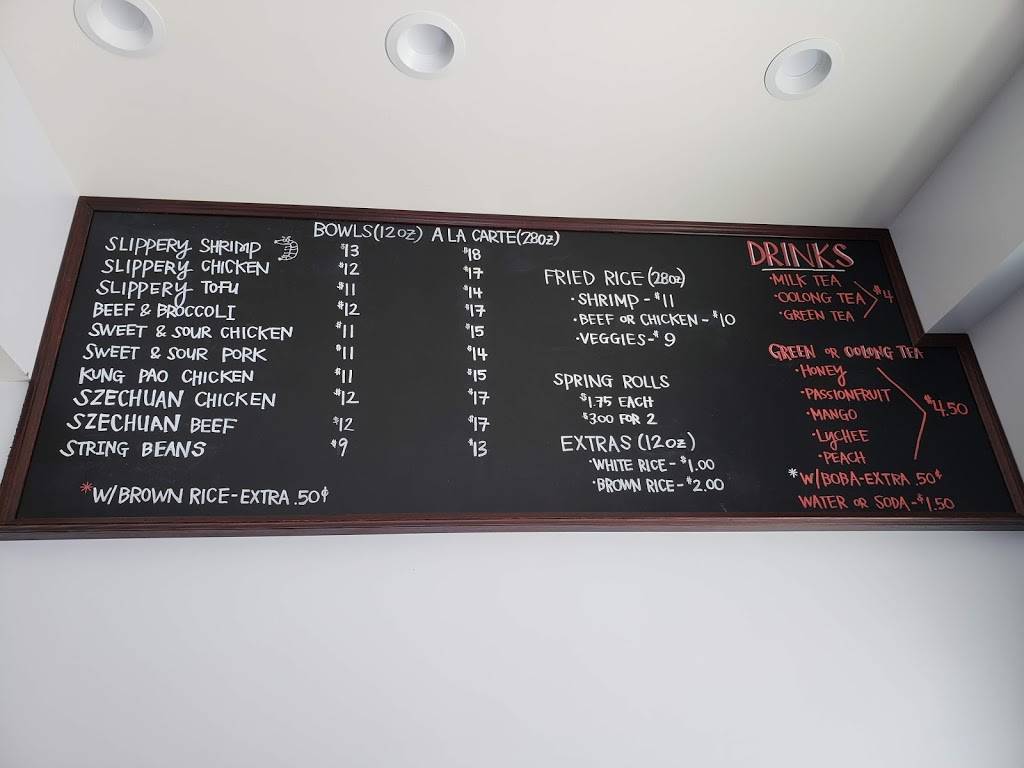 BOWLS(12oz) A LA CARTE(28oz)
SLIPPERY SHRIMP $13 $18
SLIPPERY CHICKEN $12 $17
SLIPPERY TOFU $11 $14
BEEF & BROCCOLI $12 $17
SWEET & SOUR CHICKEN $11 $15
SWEET & SOUR PORK $11 $14
KUNG PAO CHICKEN $11 $15
SZECHUAN CHICKEN $12 $17
SZECHUAN BEEF $12 $17
STRING BEANS $9 $13
*W/BROWN RICE-EXTRA .50¢
FRIED RICE (28oz)
·SHRIMP - $11
·BEEF OR CHICKEN - $10
·VEGGIES - $9
SPRING ROLLS
$1.75 EACH
$3.00 FOR 2
EXTRAS (12oz)
·WHITE RICE - $1.00
·BROWN RICE - $2.00
DRINKS
·MILK TEA
·OOLONG TEA $4
·GREEN TEA
GREEN OR OOLONG TEA
·HONEY
·PASSIONFRUIT
·MANGO $4.50
·LYCHEE
·PEACH
*W/BOBA-EXTRA .50¢
WATER OR SODA - $1.50